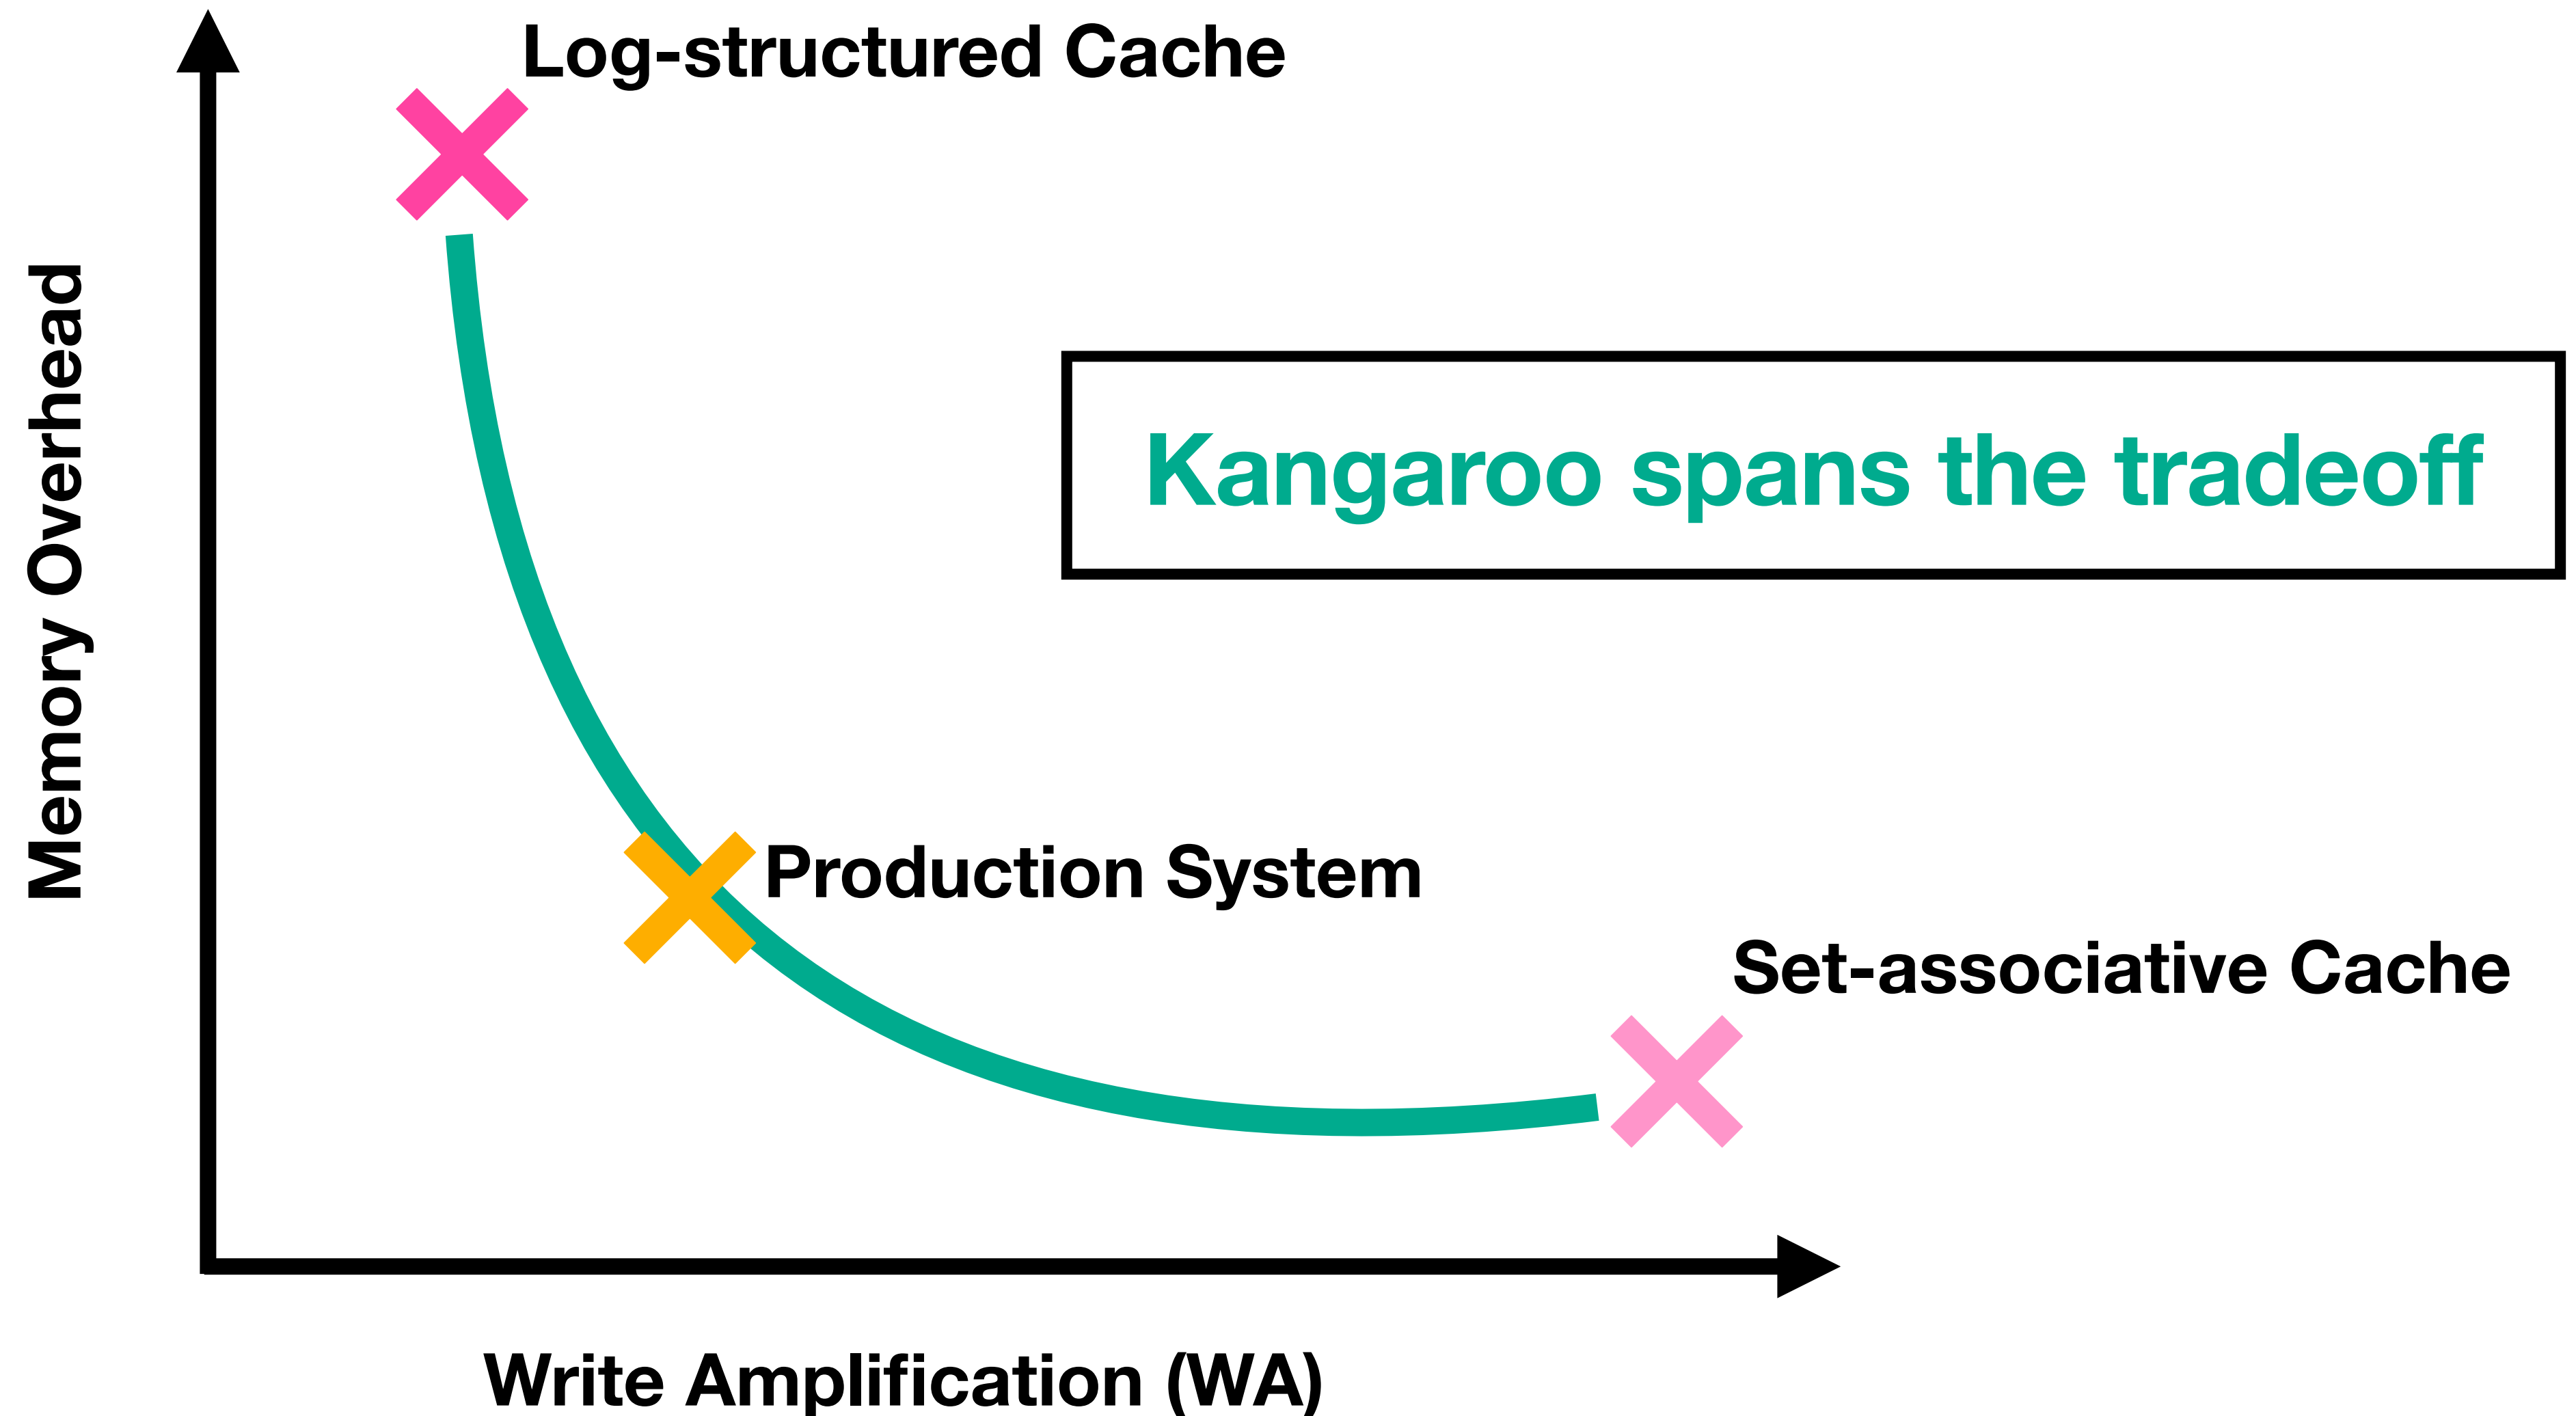 Log-structured Cache
Memory Overhead
Kangaroo spans the tradeoff
Production System
Set-associative Cache
Write Amplification (WA)